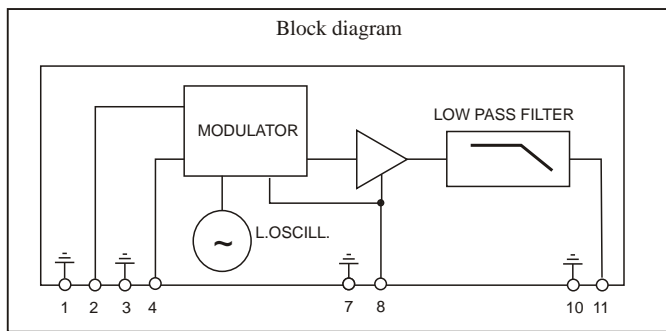 Block diagram
LOW PASS FILTER
MODULATOR
L.OSCILL.
~
1 2 3 4 7 8 10 11